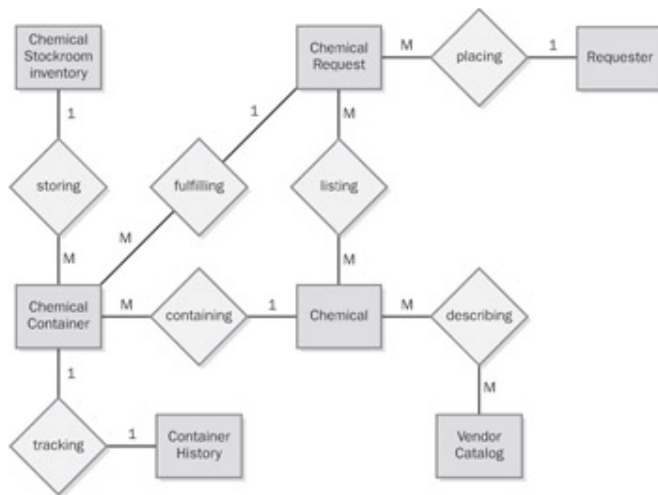 Chemical
Stockroom
inventory
Chemical
Request
M
placing
1
Requester
1
1
M
storing
fulfilling
listing
M
M
M
Chemical
Container
M
containing
1
Chemical
M
describing
1
M
tracking
1
Container
History
Vendor
Catalog